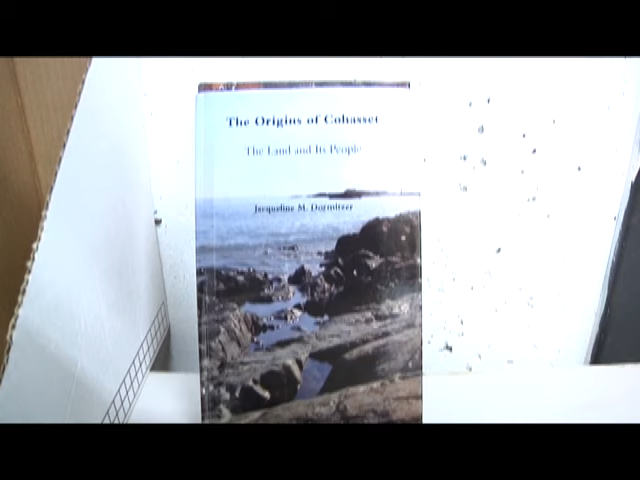 The Origins of Cohasset
The Land and Its People
Jacqueline M. Dormitzer